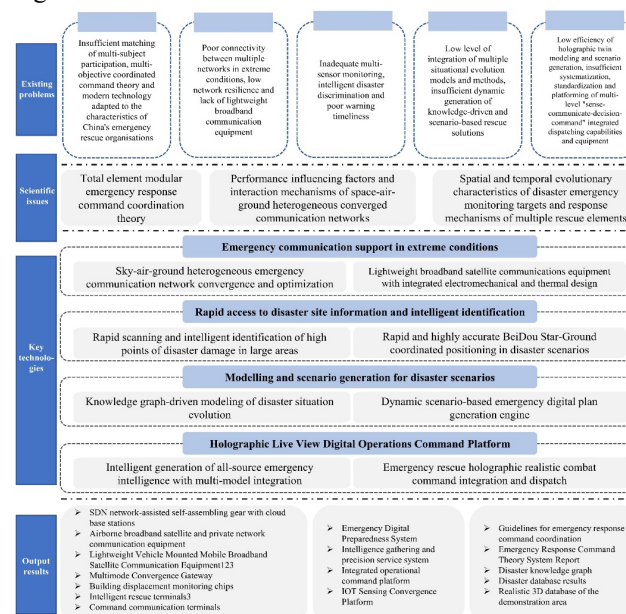 Existing
problems
Insufficient matching
of multi-subject
participation, multi-
objective coordinated
command theory and
modern technology
adapted to the
characteristics of
China's emergency
rescue organisations
Poor connectivity
between multiple
networks in extreme
conditions, low
network resilience and
lack of lightweight
broadband
communication
equipment
Inadequate multi-
sensor monitoring,
intelligent disaster
discrimination and
poor warning
timeliness
Low level of
integration of multiple
situational evolution
models and methods,
insufficient dynamic
generation of
knowledge-driven and
scenario-based rescue
solutions
Low efficiency of
holographic twin
modeling and scenario
generation, insufficient
systematization,
standardization and
platforming of multi-
level "sense-
communicate-decision-
command" integrated
dispatching capabilities
and equipment
Scientific
issues
Total element modular
emergency response
command coordination
theory
Performance influencing factors and
interaction mechanisms of space-air-
ground heterogeneous converged
communication networks
Spatial and temporal evolutionary
characteristics of disaster emergency
monitoring targets and response
mechanisms of multiple rescue elements
Key
technolo-
gies
Emergency communication support in extreme conditions
Sky-air-ground heterogeneous emergency
communication network convergence and optimization
Lightweight broadband satellite communications equipment
with integrated electromechanical and thermal design
Rapid access to disaster site information and intelligent identification
Rapid scanning and intelligent identification of high
points of disaster damage in large areas
Rapid and highly accurate BeiDou Star-Ground
coordinated positioning in disaster scenarios
Modelling and scenario generation for disaster scenarios
Knowledge graph-driven modeling of disaster situation
evolution
Dynamic scenario-based emergency digital plan
generation engine
Holographic Live View Digital Operations Command Platform
Intelligent generation of all-source emergency
intelligence with multi-model integration
Emergency rescue holographic realistic combat
command integration and dispatch
Output
results
➢ SDN network-assisted self-assembling gear with cloud
base stations
➢ Airborne broadband satellite and private network
communication equipment
➢ Lightweight Vehicle Mounted Mobile Broadband
Satellite Communication Equipment123
➢ Multimode Convergence Gateway
➢ Building displacement monitoring chips
➢ Intelligent rescue terminals3
➢ Command communication terminals
➢ Emergency Digital
Preparedness System
➢ Intelligence gathering and
precision service system
➢ Integrated operational
command platform
➢ IOT Sensing Convergence
Platform
➢ Guidelines for emergency response
command coordination
➢ Emergency Response Command
Theory System Report
➢ Disaster knowledge graph
➢ Disaster database results
➢ Realistic 3D database of the
demonstration area